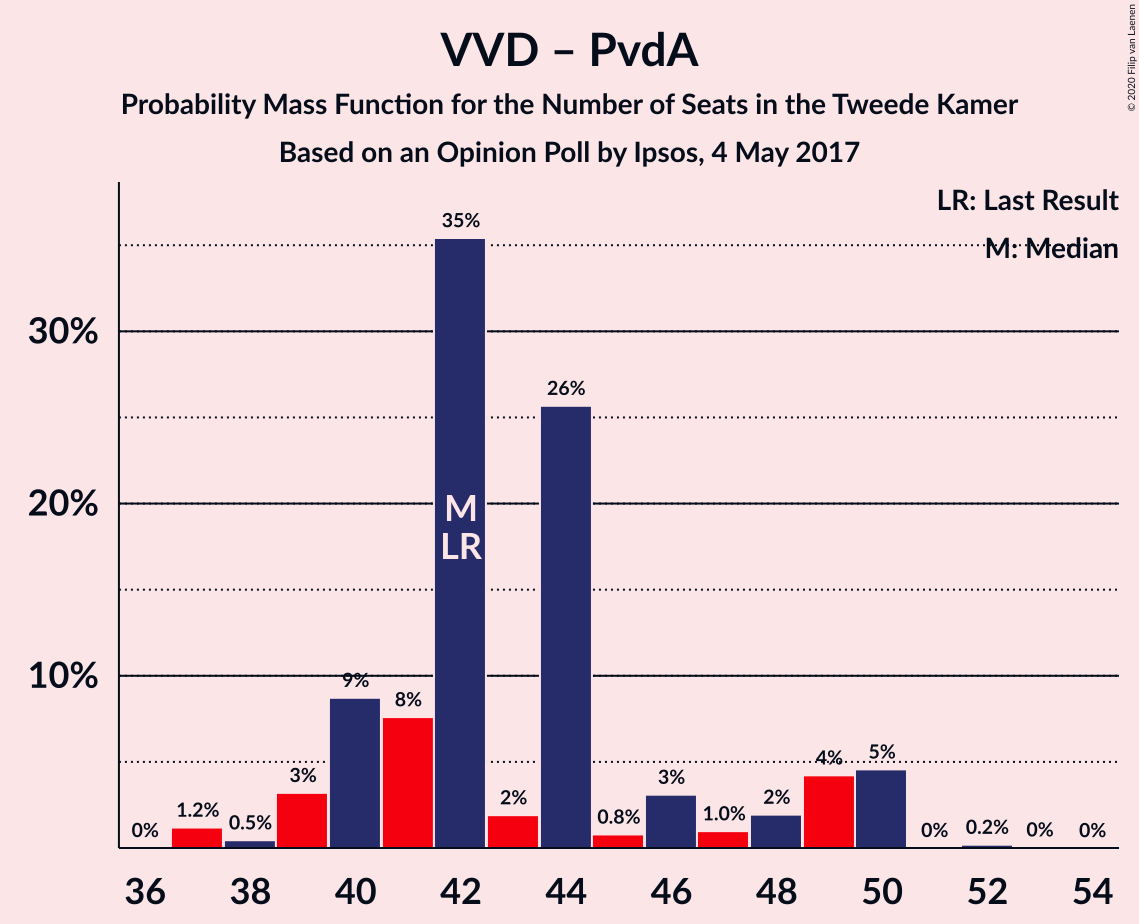 © 2020 Filip van Laenen
VVD – PvdA
Probability Mass Function for the Number of Seats in the Tweede Kamer
Based on an Opinion Poll by Ipsos, 4 May 2017
LR: Last Result
M: Median
30%
20%
10%
0%
1.2%
0.5%
3%
9%
8%
35%
2%
26%
0.8%
3%
1.0%
2%
4%
5%
0%
0.2%
0%
0%
M
LR
36 38 40 42 44 46 48 50 52 54